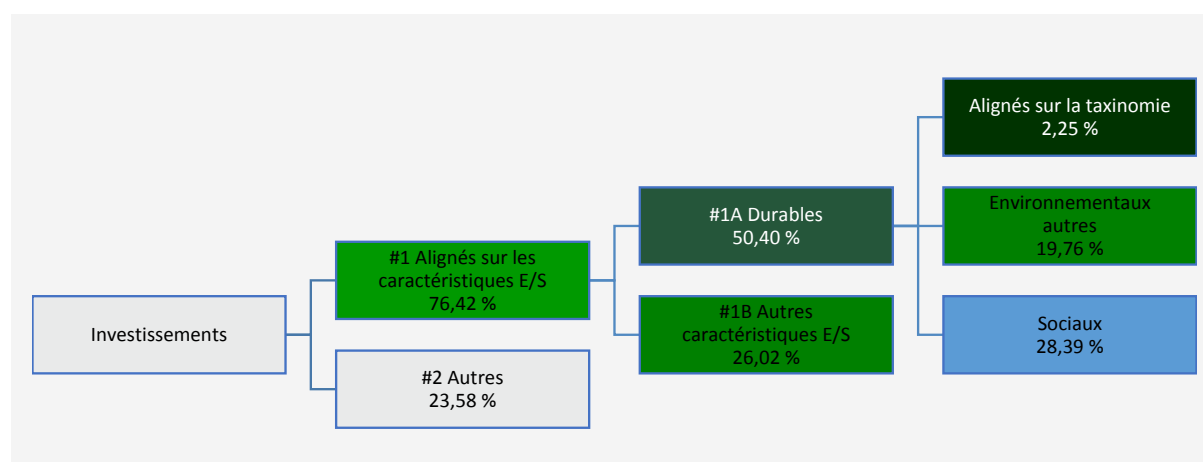 Investissements
#1 Alignés sur les
caractéristiques E/S
76,42 %
#2 Autres
23,58 %
#1A Durables
50,40 %
#1B Autres
caractéristiques E/S
26,02 %
Alignés sur la taxinomie
2,25 %
Environnementaux
autres
19,76 %
Sociaux
28,39 %